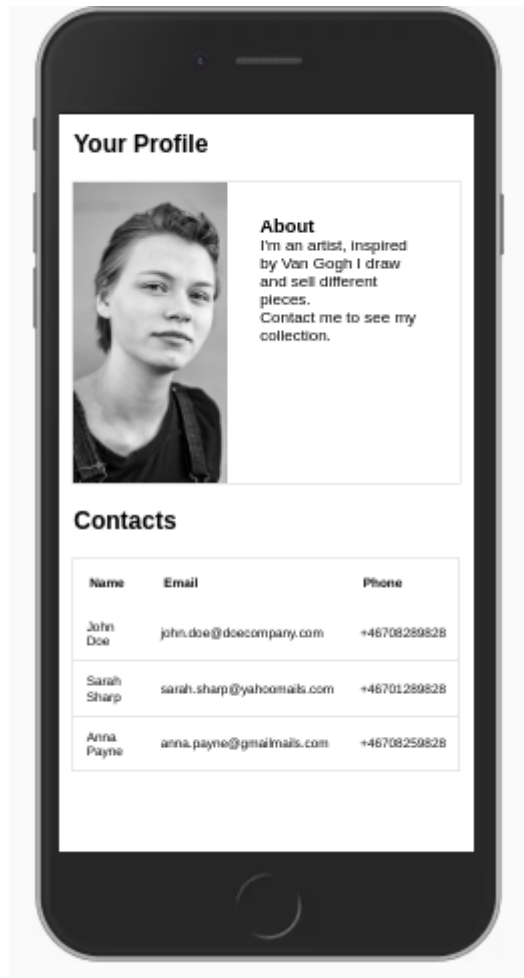 Your Profile
About
I'm an artist, inspired
by Van Gogh I draw
and sell different
pieces.
Contact me to see my
collection.
Contacts
Name Email Phone
John
Doe john.doe@doecompany.com +46708289828
Sarah
Sharp sarah.sharp@yahoomails.com +46701289828
Anna
Payne anna.payne@gmailmails.com +46708259828